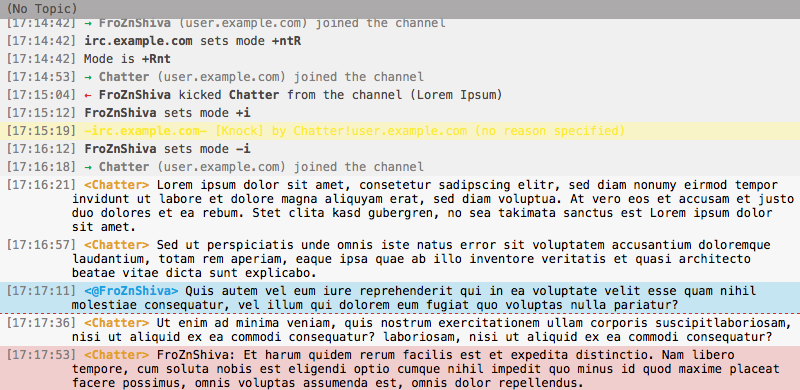 (No Topic)
[17:14:42] → FroZnShiva (user.example.com) joined the channel
[17:14:42] irc.example.com sets mode +ntR
[17:14:42] Mode is +Rnt
[17:14:53] → Chatter (user.example.com) joined the channel
[17:15:04] ← FroZnShiva kicked Chatter from the channel (Lorem Ipsum)
[17:15:12] FroZnShiva sets mode +i
[17:15:19] -irc.example.com- [Knock] by Chatter!user.example.com (no reason specified)
[17:16:12] FroZnShiva sets mode -i
[17:16:18] → Chatter (user.example.com) joined the channel
[17:16:21] <Chatter> Lorem ipsum dolor sit amet, consetetur sadipscing elitr, sed diam nonumy eirmod tempor
invidunt ut labore et dolore magna aliquyam erat, sed diam voluptua. At vero eos et accusam et justo
duo dolores et ea rebum. Stet clita kasd gubergren, no sea takimata sanctus est Lorem ipsum dolor
sit amet.
[17:16:57] <Chatter> Sed ut perspiciatis unde omnis iste natus error sit voluptatem accusantium doloremque
laudantium, totam rem aperiam, eaque ipsa quae ab illo inventore veritatis et quasi architecto
beatae vitae dicta sunt explicabo.
[17:17:11] <@FroZnShiva> Quis autem vel eum iure reprehenderit qui in ea voluptate velit esse quam nihil
molestiae consequatur, vel illum qui dolorem eum fugiat quo voluptas nulla pariatur?
[17:17:36] <Chatter> Ut enim ad minima veniam, quis nostrum exercitationem ullam corporis suscipitlaboriosam,
nisi ut aliquid ex ea commodi consequatur? laboriosam, nisi ut aliquid ex ea commodi consequatur?
[17:17:53] <Chatter> FroZnShiva: Et harum quidem rerum facilis est et expedita distinctio. Nam libero
tempore, cum soluta nobis est eligendi optio cumque nihil impedit quo minus id quod maxime placeat
facere possimus, omnis voluptas assumenda est, omnis dolor repellendus.